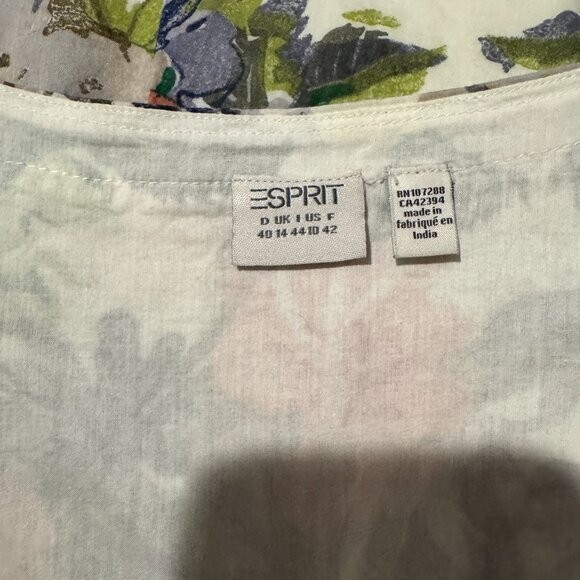 ESPRIT
D UK I US F
40 14 44 10 42
RN107288
CA42394
made in
fabriqué en
India